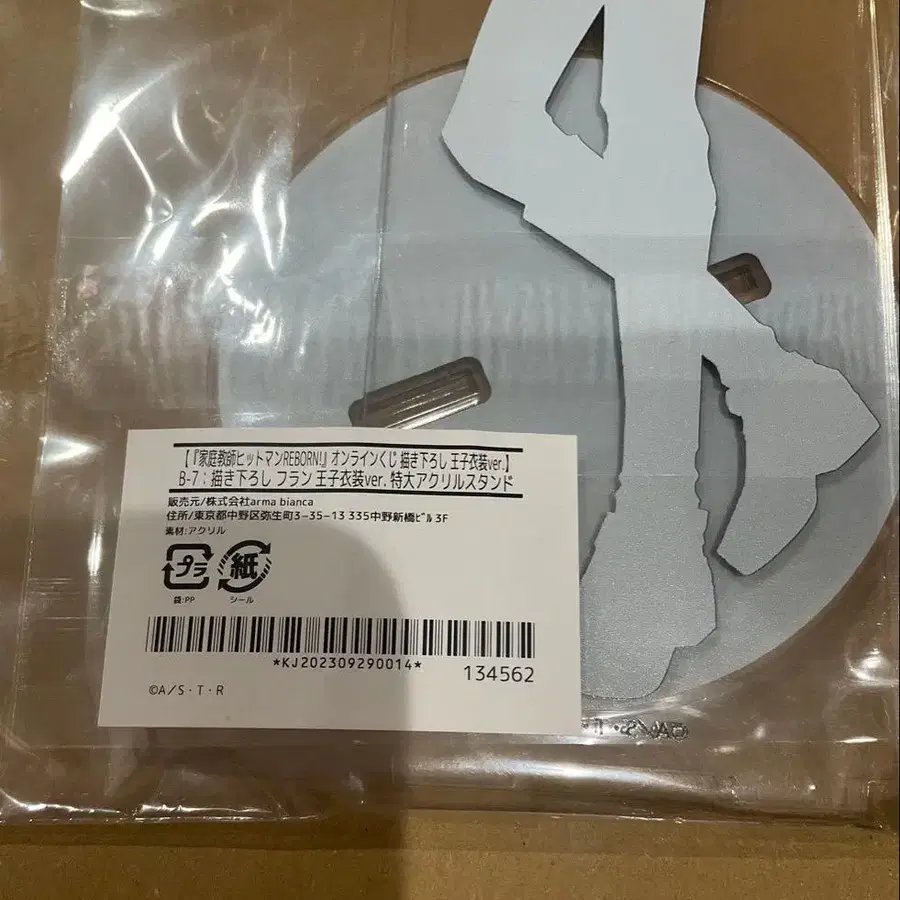 【『家庭教師ヒットマンREBORN!』オンラインくじ 描き下ろし 王子衣装ver.】
B-7：描き下ろし フラン 王子衣装ver. 特大アクリルスタンド
販売元/株式会社arma bianca
住所/東京都中野区弥生町3-35-13 335中野新橋ﾋﾞﾙ 3F
素材:アクリル
プラ 紙
袋:PP シール
*KJ202309290014* 134562
©A/S・T・R